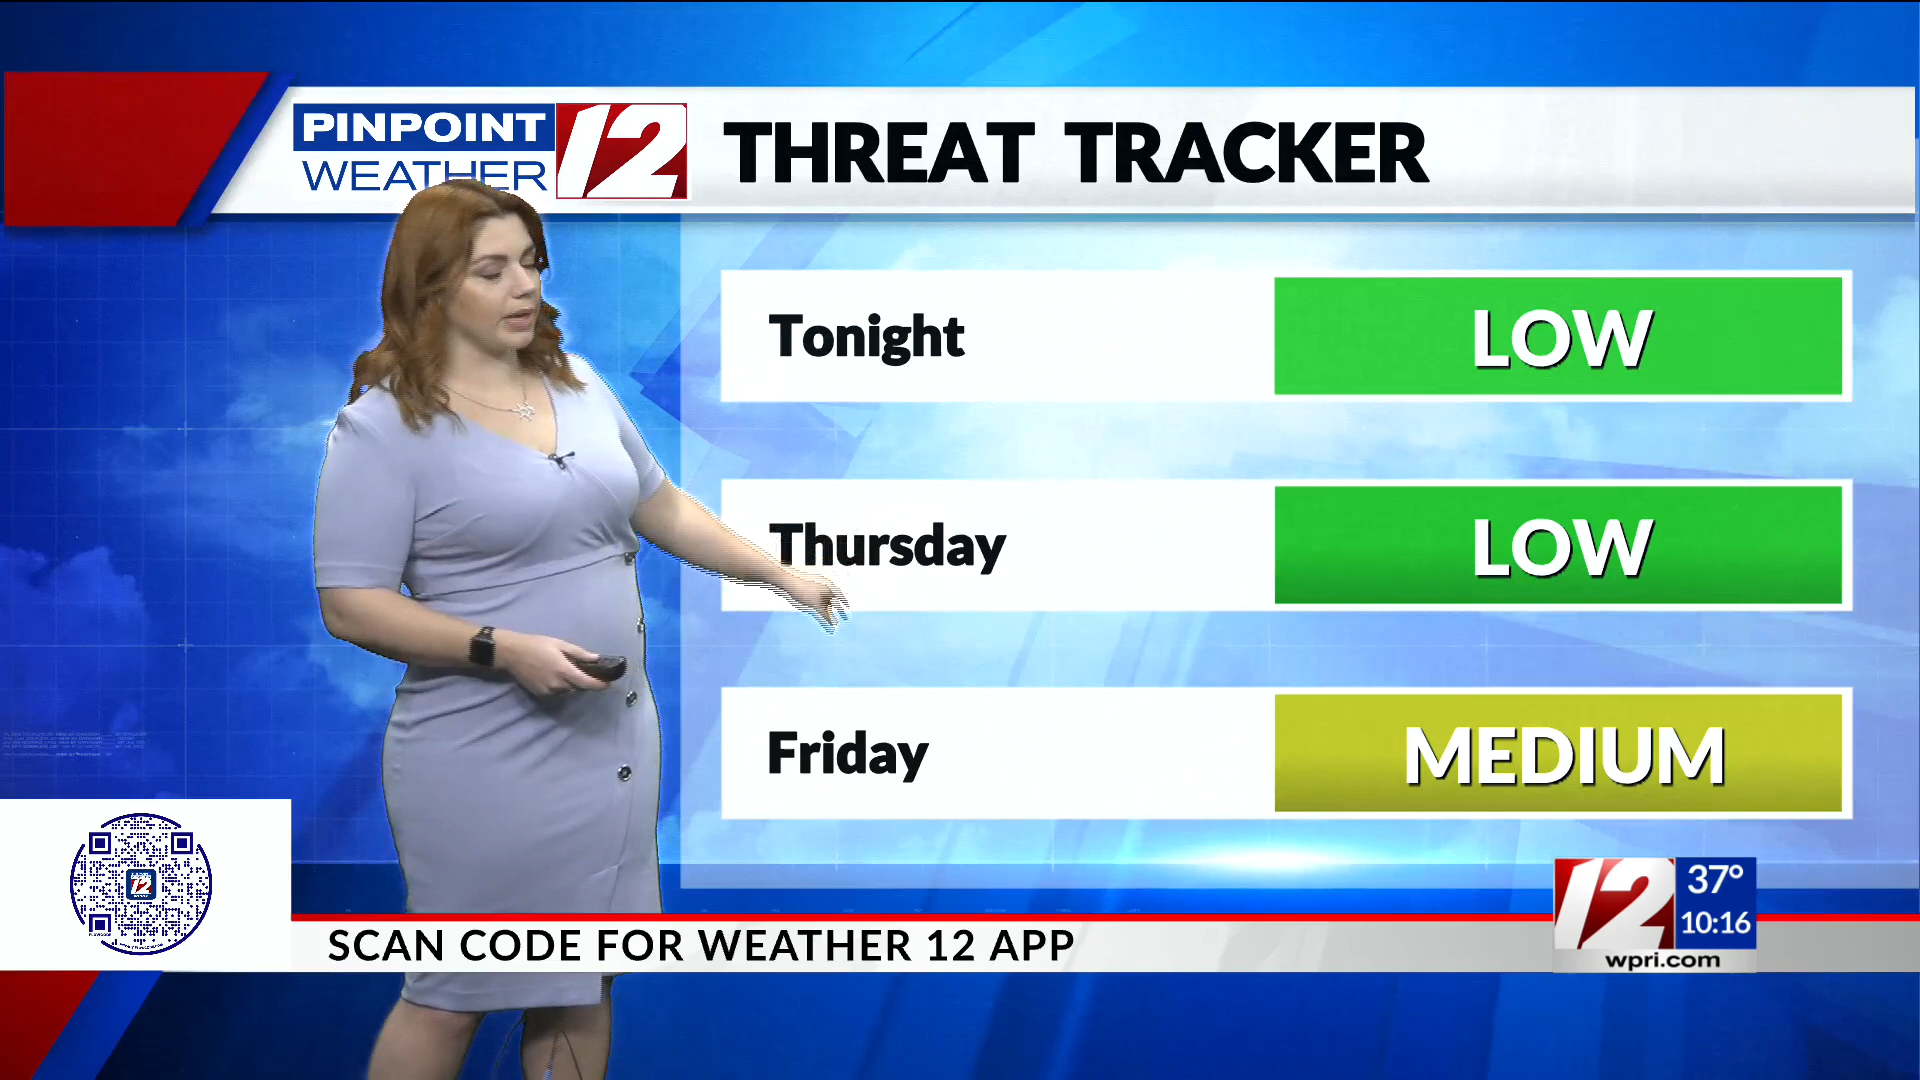 PINPOINT
WEATHER
12
THREAT TRACKER
Tonight
LOW
Thursday
LOW
Friday
MEDIUM
12
37°
10:16
wpri.com
12
SCAN CODE FOR WEATHER 12 APP